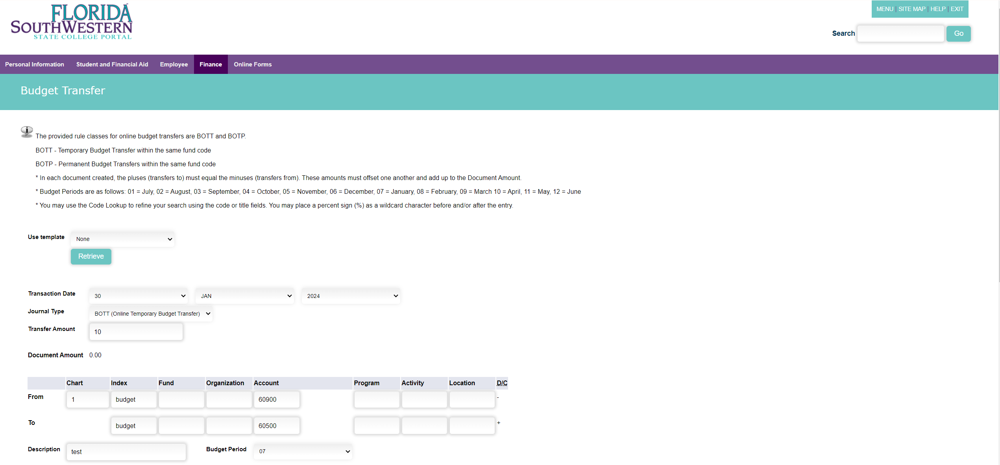 FLORIDA
SOUTHWESTERN
STATE COLLEGE PORTAL
MENU | SITE MAP | HELP | EXIT
Search Go
Personal Information Student and Financial Aid Employee Finance Online Forms
Budget Transfer
The provided rule classes for online budget transfers are BOTT and BOTP.
BOTT - Temporary Budget Transfer within the same fund code
BOTP - Permanent Budget Transfers within the same fund code
* In each document created, the pluses (transfers to) must equal the minuses (transfers from). These amounts must offset one another and add up to the Document Amount.
* Budget Periods are as follows: 01 = July, 02 = August, 03 = September, 04 = October, 05 = November, 06 = December, 07 = January, 08 = February, 09 = March 10 = April, 11 = May, 12 = June
* You may use the Code Lookup to refine your search using the code or title fields. You may place a percent sign (%) as a wildcard character before and/or after the entry.
Use template None
Retrieve
Transaction Date 30 JAN 2024
Journal Type BOTT (Online Temporary Budget Transfer)
Transfer Amount 10
Document Amount 0.00
Chart Index Fund Organization Account Program Activity Location D/C
From 1 budget 60900 -
To budget 60500 +
Description test Budget Period 07